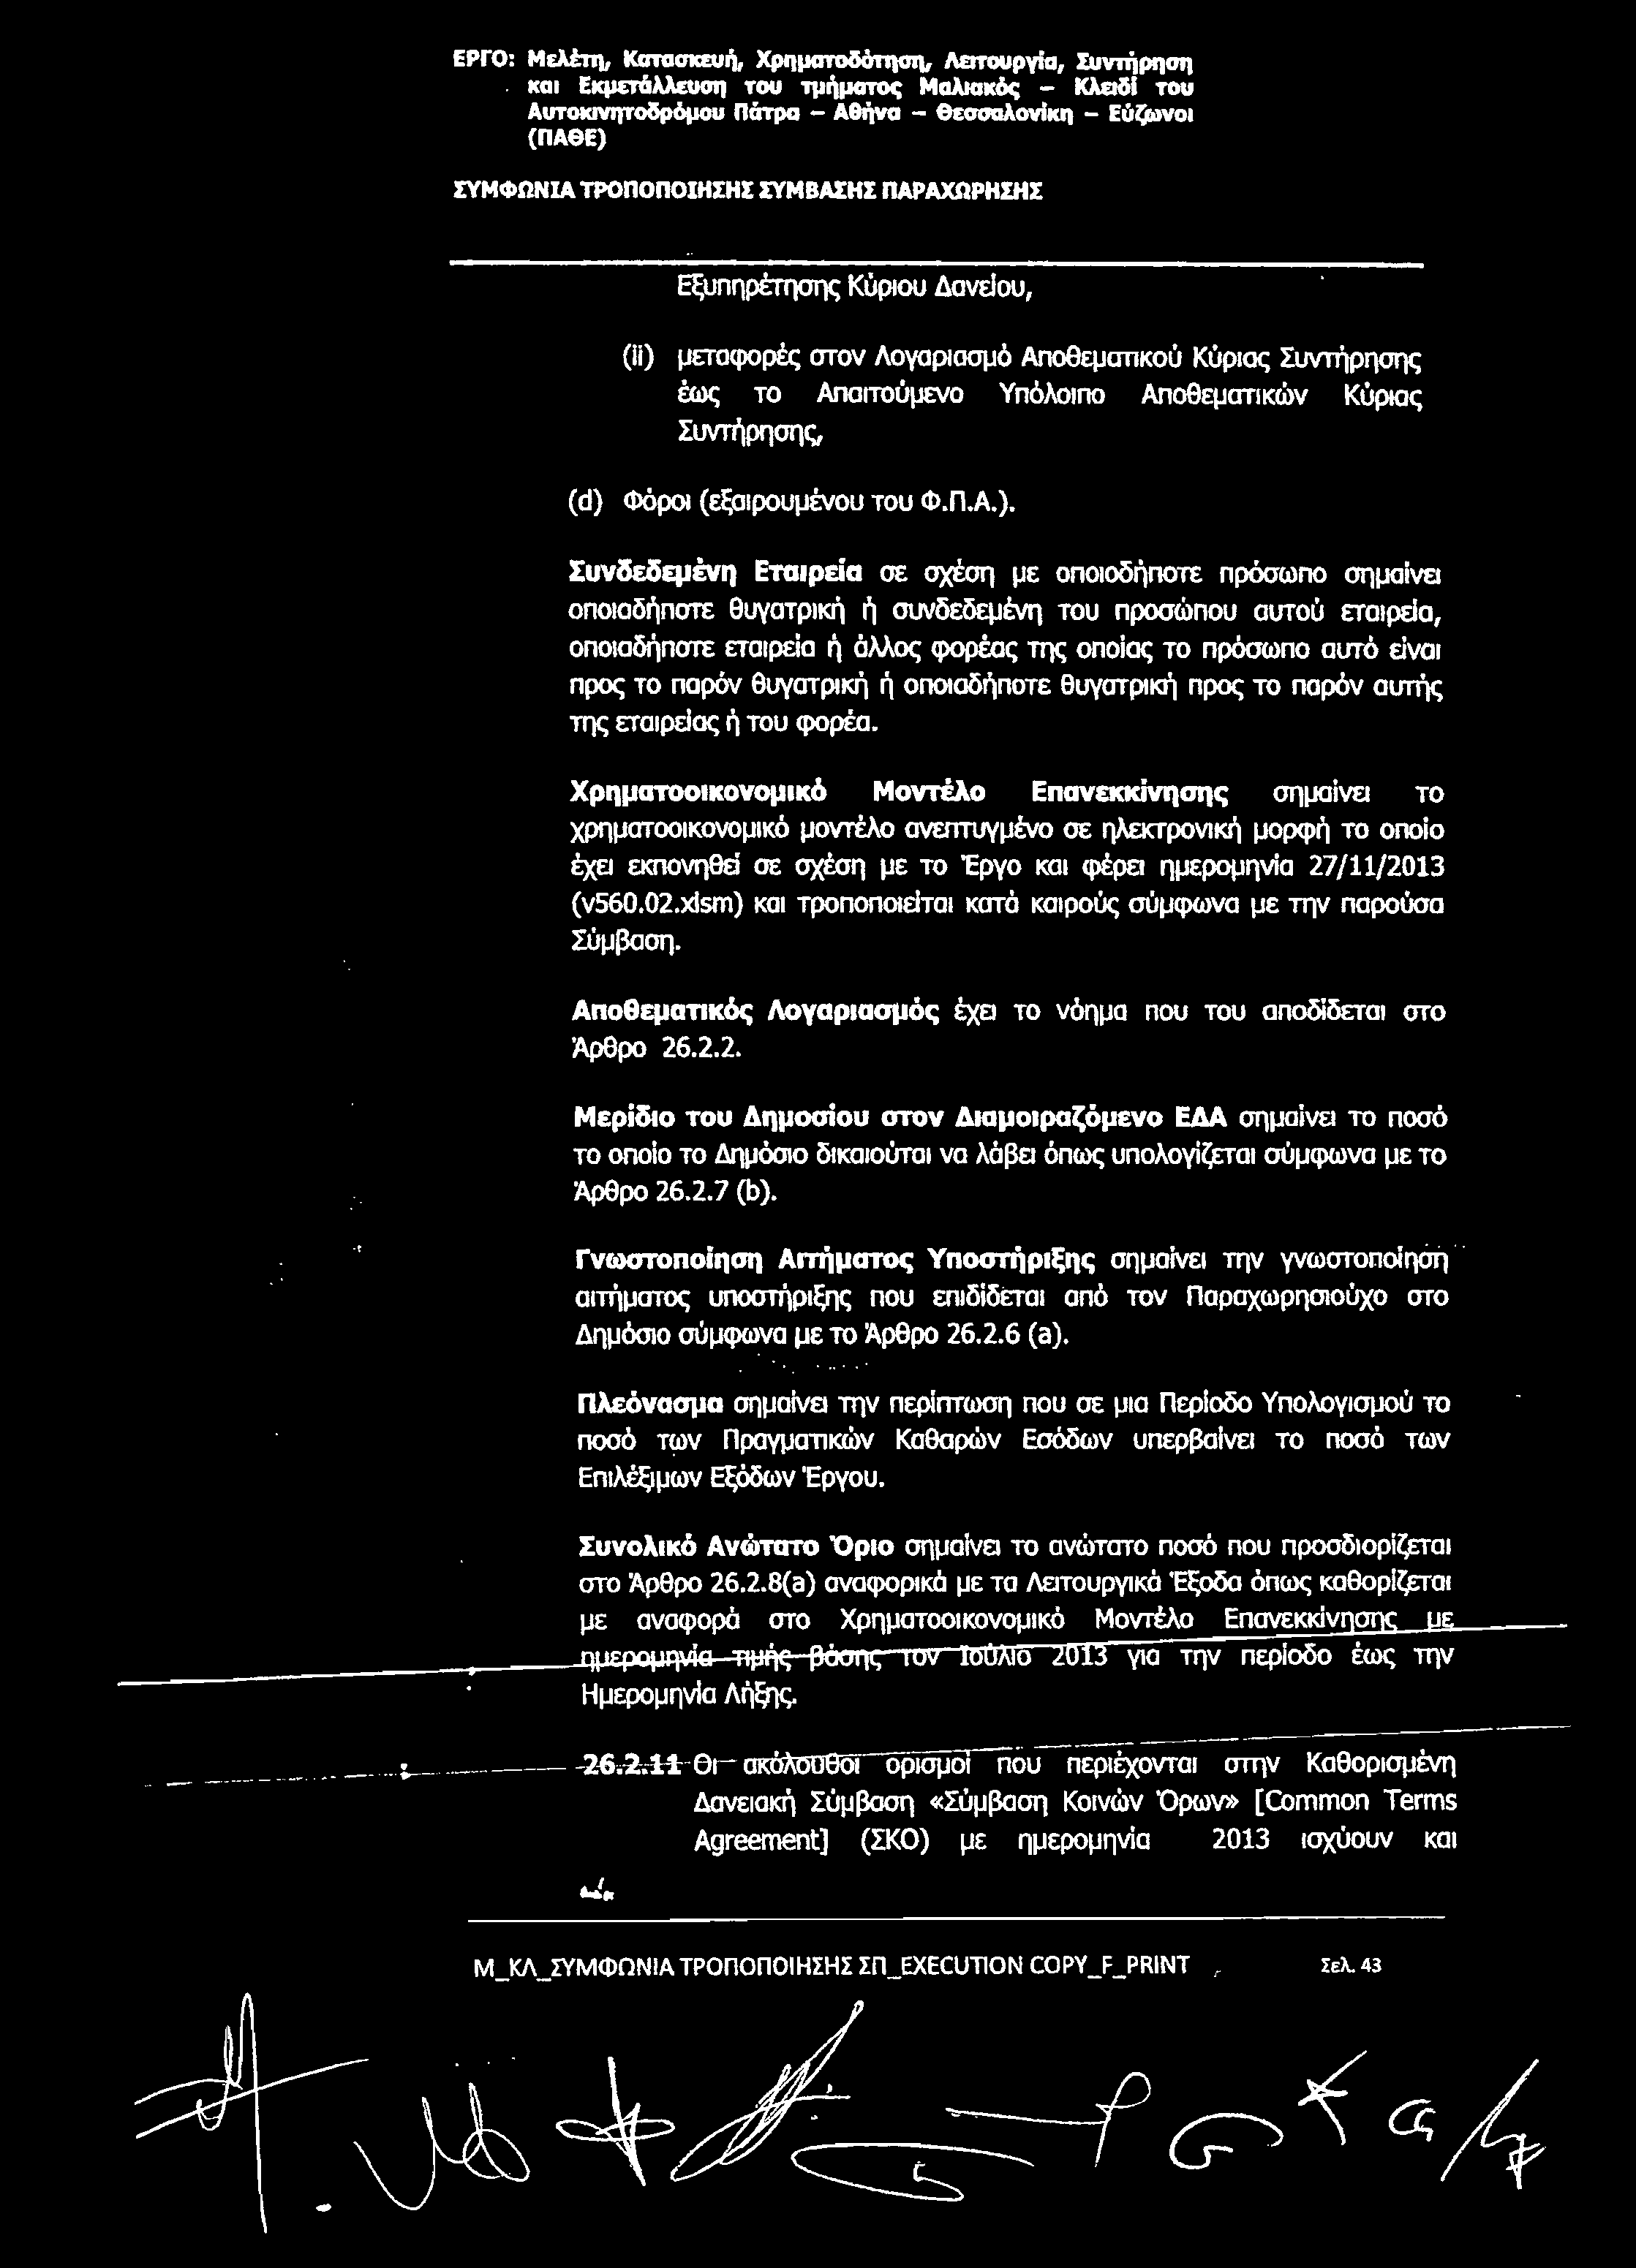 ΕΡΓΟ: Μελέτη, Κατασκευή, Χρηματοδότηση, Λειτουργία, Συντήρηση
και Εκμετάλλευση του τμήματος Μαλιακός – Κλειδί του
Αυτοκινητοδρόμου Πάτρα – Αθήνα – Θεσσαλονίκη – Εύζωνοι
(ΠΑΘΕ)
ΣΥΜΦΩΝΙΑ ΤΡΟΠΟΠΟΙΗΣΗΣ ΣΥΜΒΑΣΗΣ ΠΑΡΑΧΩΡΗΣΗΣ
Εξυπηρέτησης Κύριου Δανείου,
(ii) μεταφορές στον Λογαριασμό Αποθεματικού Κύριας Συντήρησης
έως το Απαιτούμενο Υπόλοιπο Αποθεματικών Κύριας
Συντήρησης,
(d) Φόροι (εξαιρουμένου του Φ.Π.Α.).
Συνδεδεμένη Εταιρεία σε σχέση με οποιοδήποτε πρόσωπο σημαίνει
οποιαδήποτε θυγατρική ή συνδεδεμένη του προσώπου αυτού εταιρεία,
οποιαδήποτε εταιρεία ή άλλος φορέας της οποίας το πρόσωπο αυτό είναι
προς το παρόν θυγατρική ή οποιαδήποτε θυγατρική προς το παρόν αυτής
της εταιρείας ή του φορέα.
Χρηματοοικονομικό Μοντέλο Επανεκκίνησης σημαίνει το
χρηματοοικονομικό μοντέλο ανεπτυγμένο σε ηλεκτρονική μορφή το οποίο
έχει εκπονηθεί σε σχέση με το Έργο και φέρει ημερομηνία 27/11/2013
(v560.02.xlsm) και τροποποιείται κατά καιρούς σύμφωνα με την παρούσα
Σύμβαση.
Αποθεματικός Λογαριασμός έχει το νόημα που του αποδίδεται στο
Άρθρο 26.2.2.
Μερίδιο του Δημοσίου στον Διαμοιραζόμενο ΕΔΑ σημαίνει το ποσό
το οποίο το Δημόσιο δικαιούται να λάβει όπως υπολογίζεται σύμφωνα με το
Άρθρο 26.2.7 (b).
Γνωστοποίηση Αιτήματος Υποστήριξης σημαίνει την γνωστοποίηση
αιτήματος υποστήριξης που επιδίδεται από τον Παραχωρησιούχο στο
Δημόσιο σύμφωνα με το Άρθρο 26.2.6 (a).
Πλεόνασμα σημαίνει την περίπτωση που σε μια Περίοδο Υπολογισμού το
ποσό των Πραγματικών Καθαρών Εσόδων υπερβαίνει το ποσό των
Επιλέξιμων Εξόδων Έργου.
Συνολικό Ανώτατο Όριο σημαίνει το ανώτατο ποσό που προσδιορίζεται
στο Άρθρο 26.2.8(a) αναφορικά με τα Λειτουργικά Έξοδα όπως καθορίζεται
με αναφορά στο Χρηματοοικονομικό Μοντέλο Επανεκκίνησης με
ημερομηνία τιμής βάσης τον Ιούλιο 2013 για την περίοδο έως την
Ημερομηνία Λήξης.
26.2.11 Οι ακόλουθοι ορισμοί που περιέχονται στην Καθορισμένη
Δανειακή Σύμβαση «Σύμβαση Κοινών Όρων» [Common Terms
Agreement] (ΣΚΟ) με ημερομηνία 2013 ισχύουν και
Μ_ΚΛ_ΣΥΜΦΩΝΙΑ ΤΡΟΠΟΠΟΙΗΣΗΣ ΣΠ_EXECUTION COPY_F_PRINT Σελ. 43